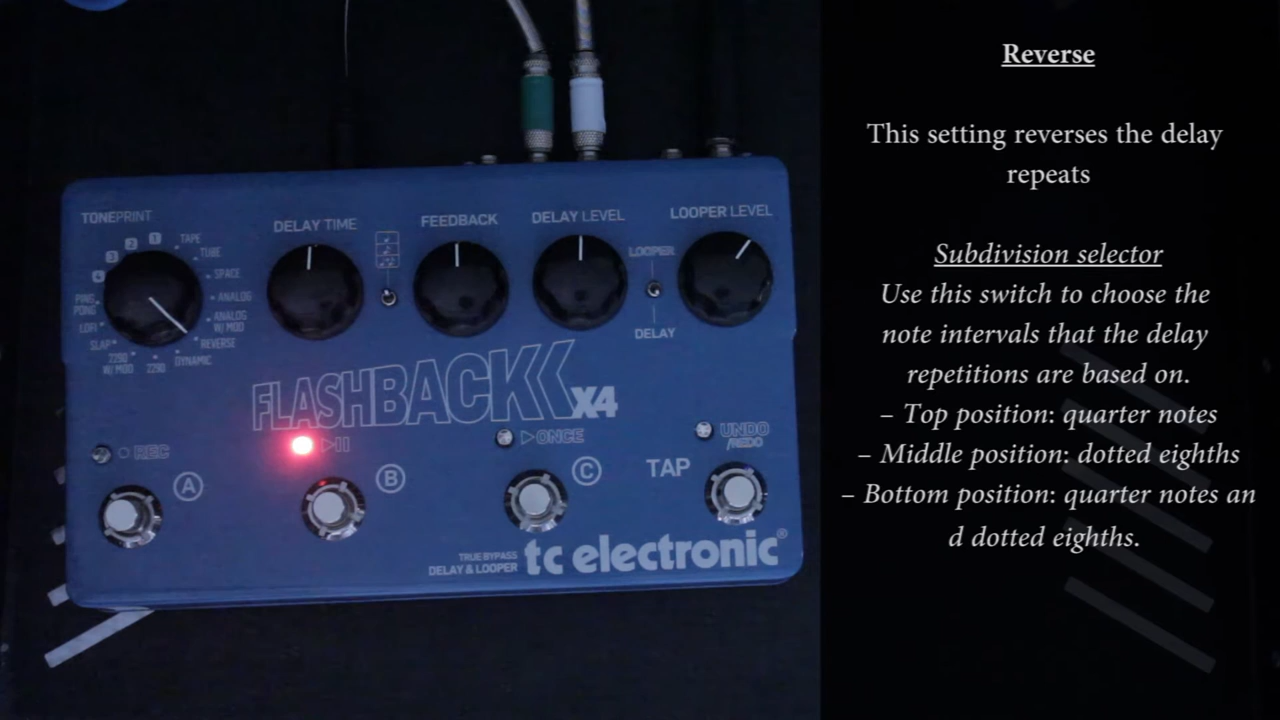 Reverse
This setting reverses the delay
repeats
Subdivision selector
Use this switch to choose the
note intervals that the delay
repetitions are based on.
– Top position: quarter notes
– Middle position: dotted eighths
– Bottom position: quarter notes an
d dotted eighths.
TONEPRINT
DELAY TIME
FEEDBACK
DELAY LEVEL
LOOPER LEVEL
1
2
3
4
TAPE
TUBE
SPACE
ANALOG
ANALOG
W/ MOD
REVERSE
DYNAMIC
2290
2290
W/ MOD
SLAP
LOFI
PING
PONG
LOOPER
DELAY
FLASHBACK
X4
REC
ONCE
UNDO
/REDO
A
B
C
TAP
TRUE BYPASS
DELAY & LOOPER
tc electronic®